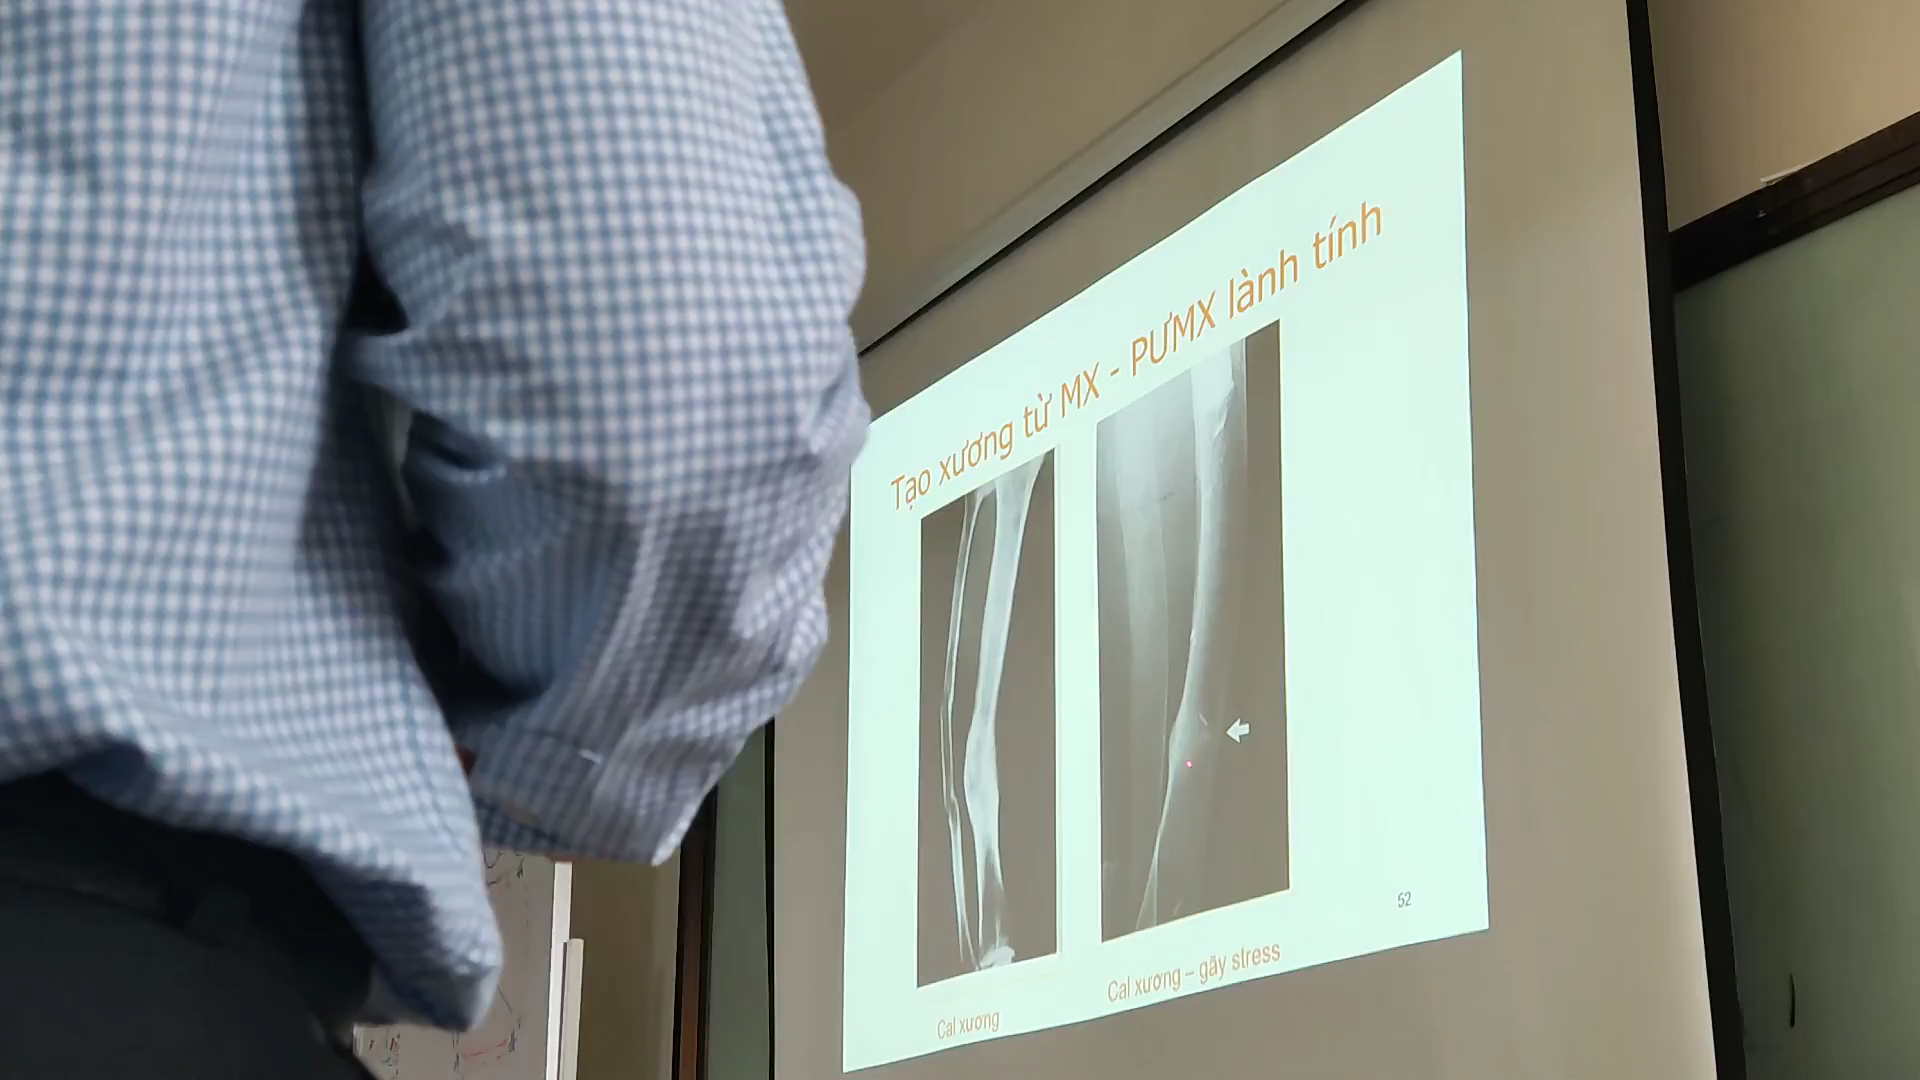 Tạo xương từ MX - PƯMX lành tính
Cal xương
Cal xương – gãy stress
52